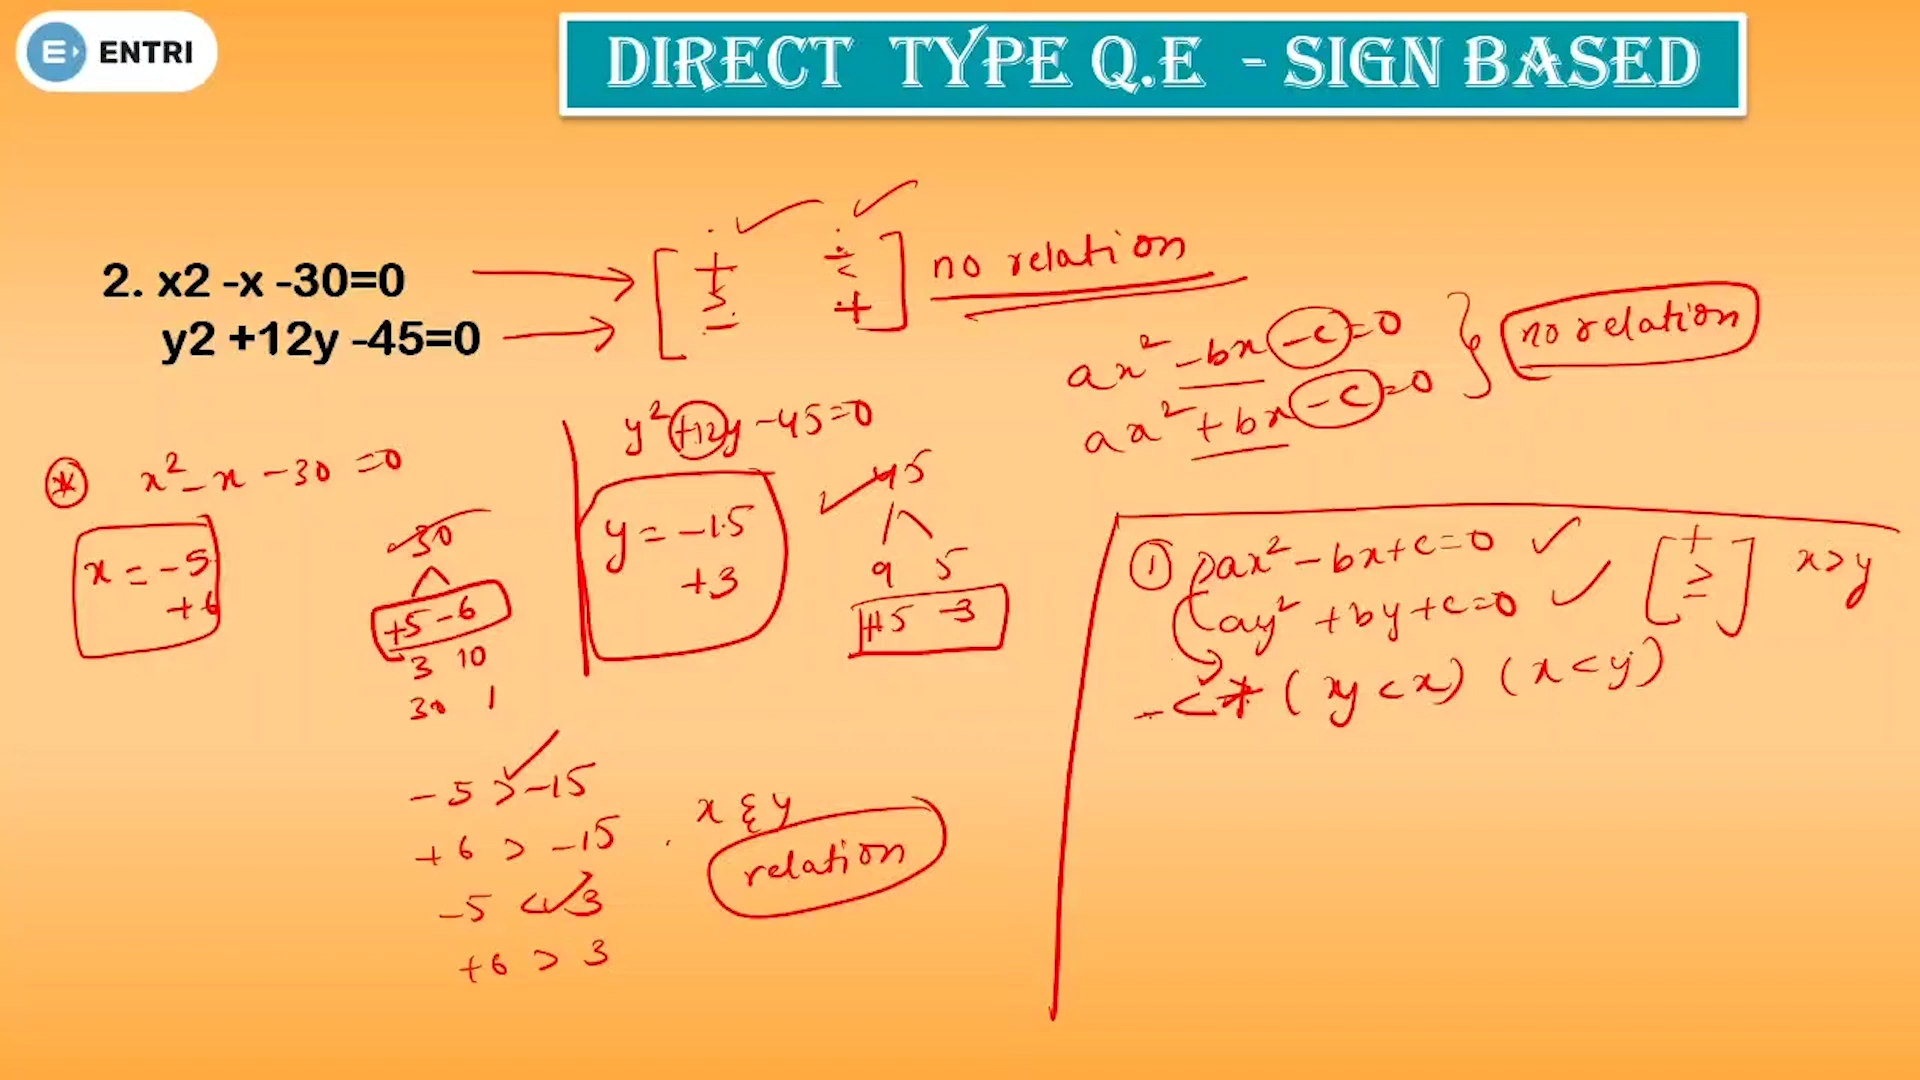 ENTRI
DIRECT TYPE Q.E - SIGN BASED
2. x2 -x -30=0
y2 +12y -45=0
+ -
> <
- +
no relation
ax² -bx -c=0
ax² +bx -c=0
no relation
x² - x - 30 = 0
x = -5
+6
30
+5 -6
3 10
30 1
y² +12y -45=0
y = -15
+3
45
9 5
+15 -3
-5 > -15
+6 > -15
-5 < 3
+6 > 3
x & y
relation
① ax² - bx + c = 0
ay² + by + c = 0
+
>
-
x > y
(y < x) (x < y)